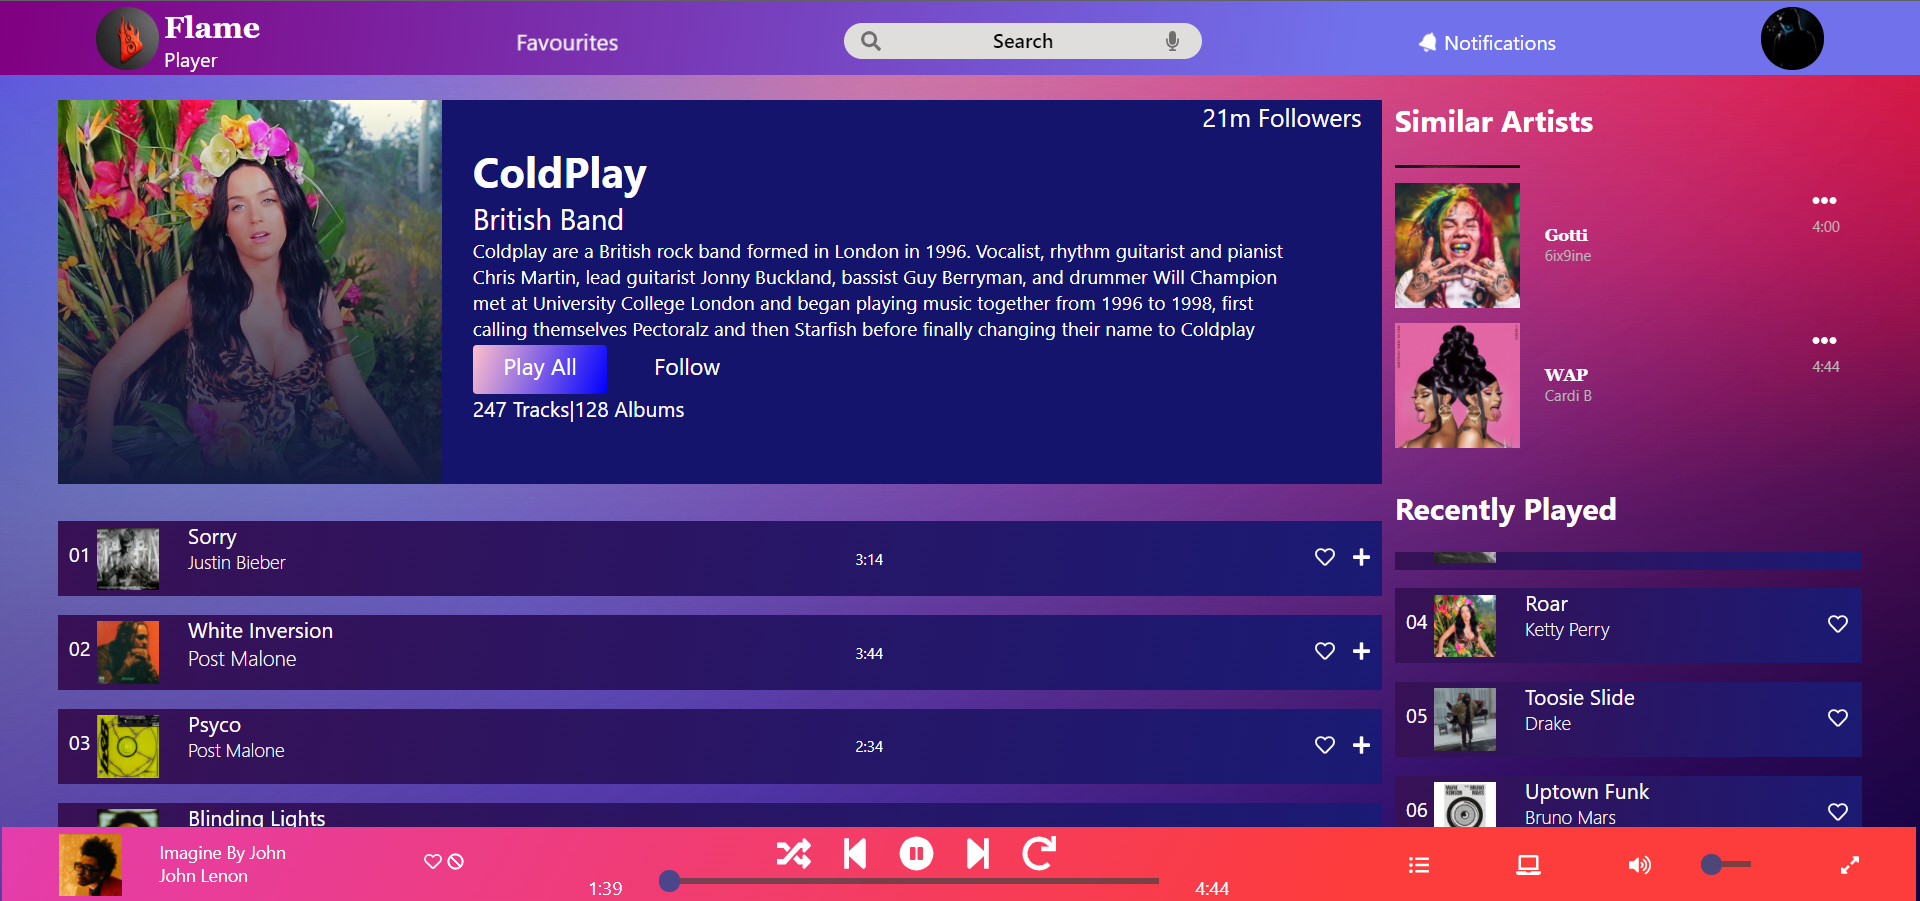 Flame
Player
Favourites
Search
Notifications
21m Followers
ColdPlay
British Band
Coldplay are a British rock band formed in London in 1996. Vocalist, rhythm guitarist and pianist
Chris Martin, lead guitarist Jonny Buckland, bassist Guy Berryman, and drummer Will Champion
met at University College London and began playing music together from 1996 to 1998, first
calling themselves Pectoralz and then Starfish before finally changing their name to Coldplay
Play All
Follow
247 Tracks|128 Albums
Similar Artists
Gotti
6ix9ine
4:00
WAP
Cardi B
4:44
01
Sorry
Justin Bieber
3:14
02
White Inversion
Post Malone
3:44
03
Psyco
Post Malone
2:34
Blinding Lights
Recently Played
04
Roar
Ketty Perry
05
Toosie Slide
Drake
06
Uptown Funk
Bruno Mars
Imagine By John
John Lenon
1:39
4:44